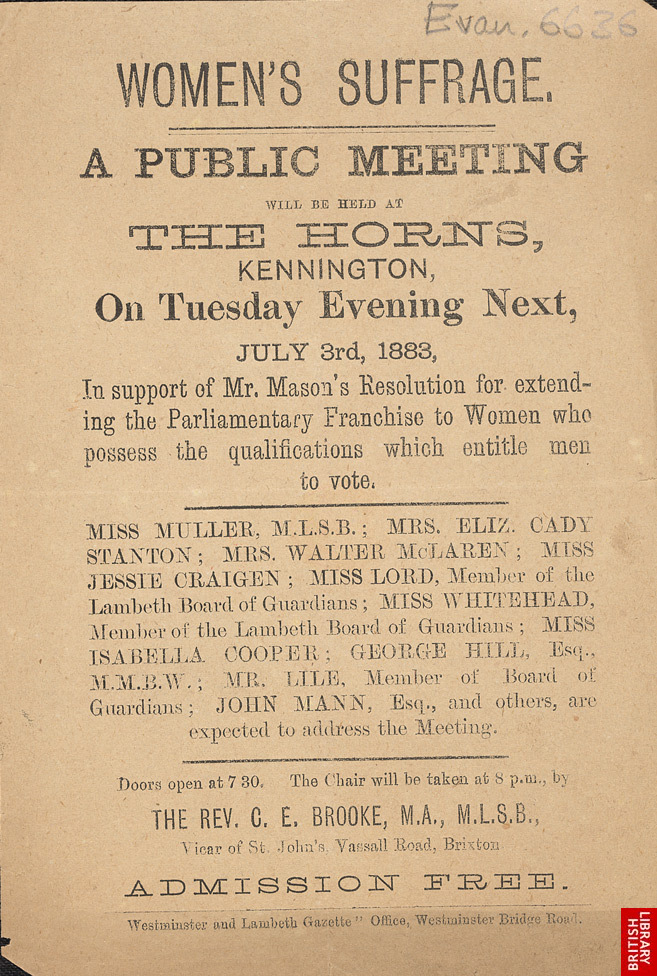 Evan. 6636
WOMEN'S SUFFRAGE.
A PUBLIC MEETING
WILL BE HELD AT
THE HORNS,
KENNINGTON,
On Tuesday Evening Next,
JULY 3rd, 1883,
In support of Mr. Mason's Resolution for extend-
ing the Parliamentary Franchise to Women who
possess the qualifications which entitle men
to vote.
MISS MULLER, M.L.S.B.; MRS. ELIZ. CADY
STANTON; MRS. WALTER McLAREN; MISS
JESSIE CRAIGEN; MISS LORD, Member of the
Lambeth Board of Guardians; MISS WHITEHEAD,
Member of the Lambeth Board of Guardians; MISS
ISABELLA COOPER; GEORGE HILL, Esq.,
M.M.B.W.; MR. LILE, Member of Board of
Guardians; JOHN MANN, Esq., and others, are
expected to address the Meeting.
Doors open at 7 30. The Chair will be taken at 8 p.m., by
THE REV. C. E. BROOKE, M.A., M.L.S.B.,
Vicar of St. John's, Vassall Road, Brixton
ADMISSION FREE.
Westminster and Lambeth Gazette" Office, Westminster Bridge Road.
BRITISH
LIBRARY